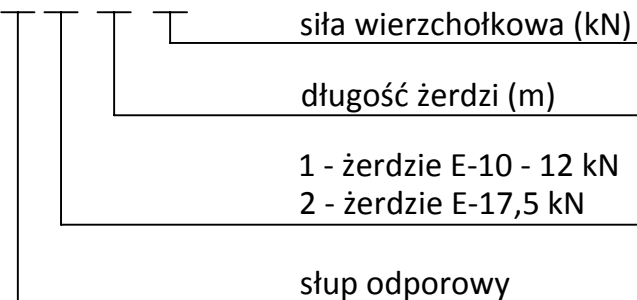 siła wierzchołkowa (kN)
długość żerdzi (m)
1 - żerdzie E-10 - 12 kN
2 - żerdzie E-17,5 kN
słup odporowy